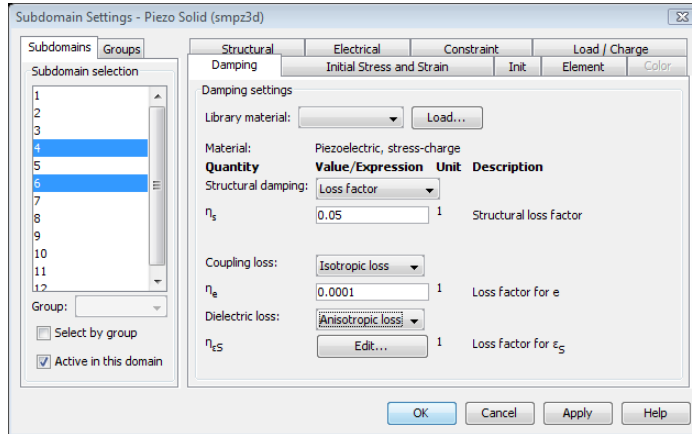 Subdomain Settings - Piezo Solid (smpz3d)
Subdomains Groups
Subdomain selection
1
2
3
4
5
6
7
8
9
10
11
12
Group:
Select by group
Active in this domain
Structural Electrical Constraint Load / Charge
Damping Initial Stress and Strain Init Element Color
Damping settings
Library material: Load...
Material: Piezoelectric, stress-charge
Quantity Value/Expression Unit Description
Structural damping: Loss factor
ηs 0.05 1 Structural loss factor
Coupling loss: Isotropic loss
ηe 0.0001 1 Loss factor for e
Dielectric loss: Anisotropic loss
ηεS Edit... 1 Loss factor for εS
OK Cancel Apply Help